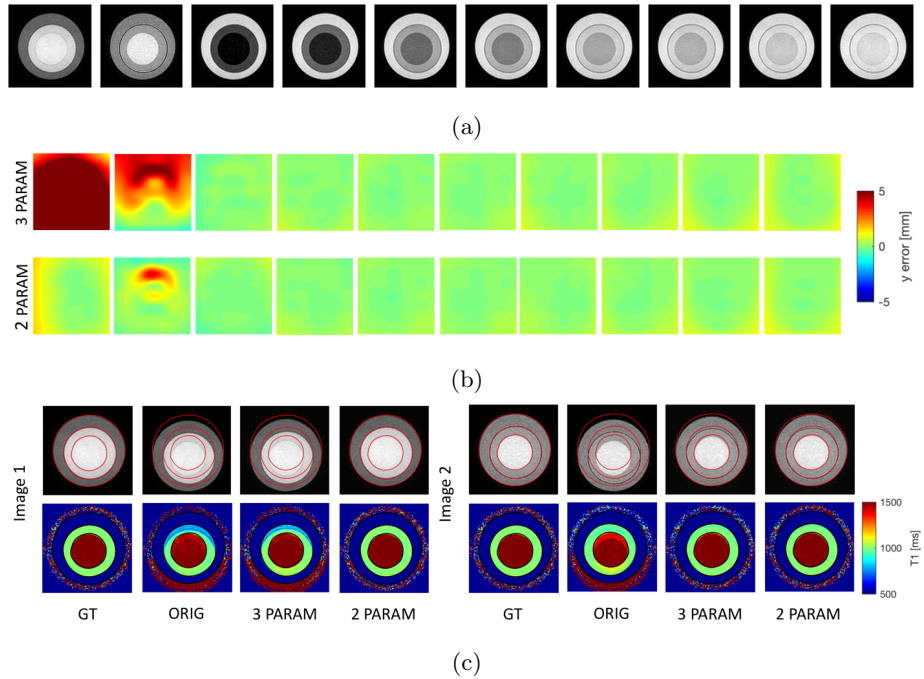 (a)
3 PARAM
5
0
-5
y error [mm]
2 PARAM
(b)
Image 1
Image 2
1500
1000
500
T1 [ms]
GT ORIG 3 PARAM 2 PARAM GT ORIG 3 PARAM 2 PARAM
(c)